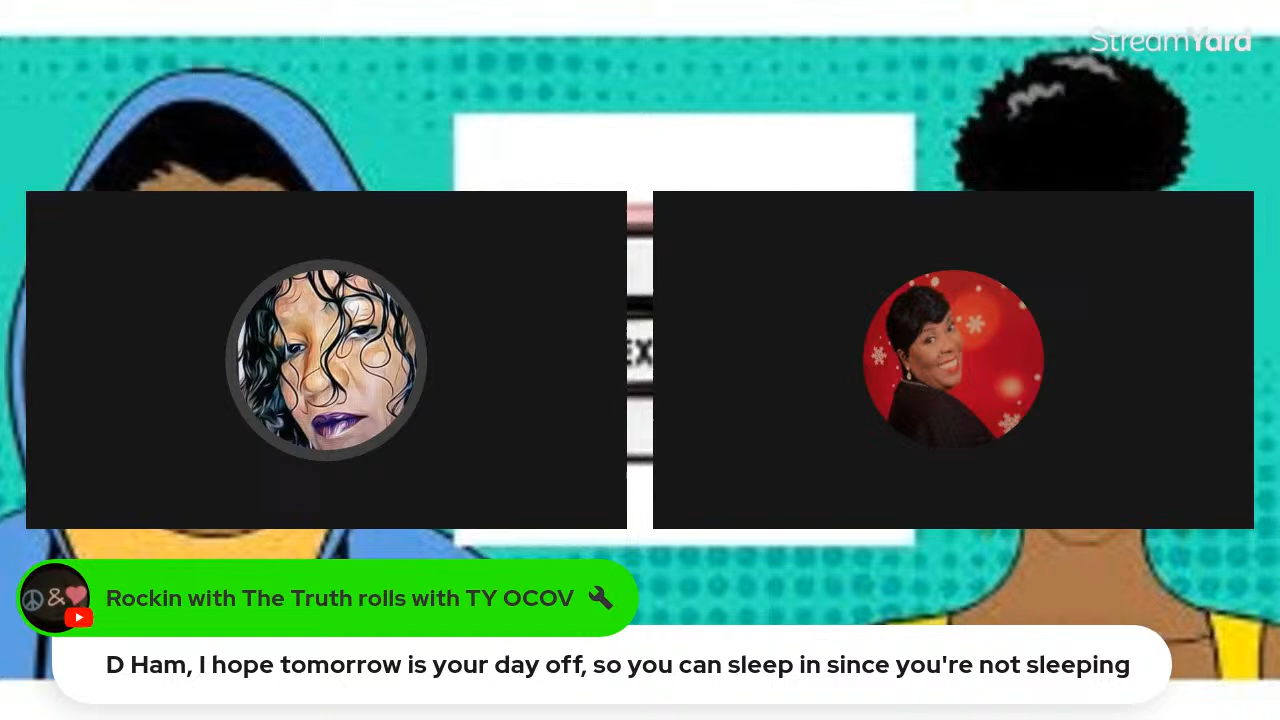 StreamYard
EX
Rockin with The Truth rolls with TY OCOV
&
D Ham, I hope tomorrow is your day off, so you can sleep in since you're not sleeping